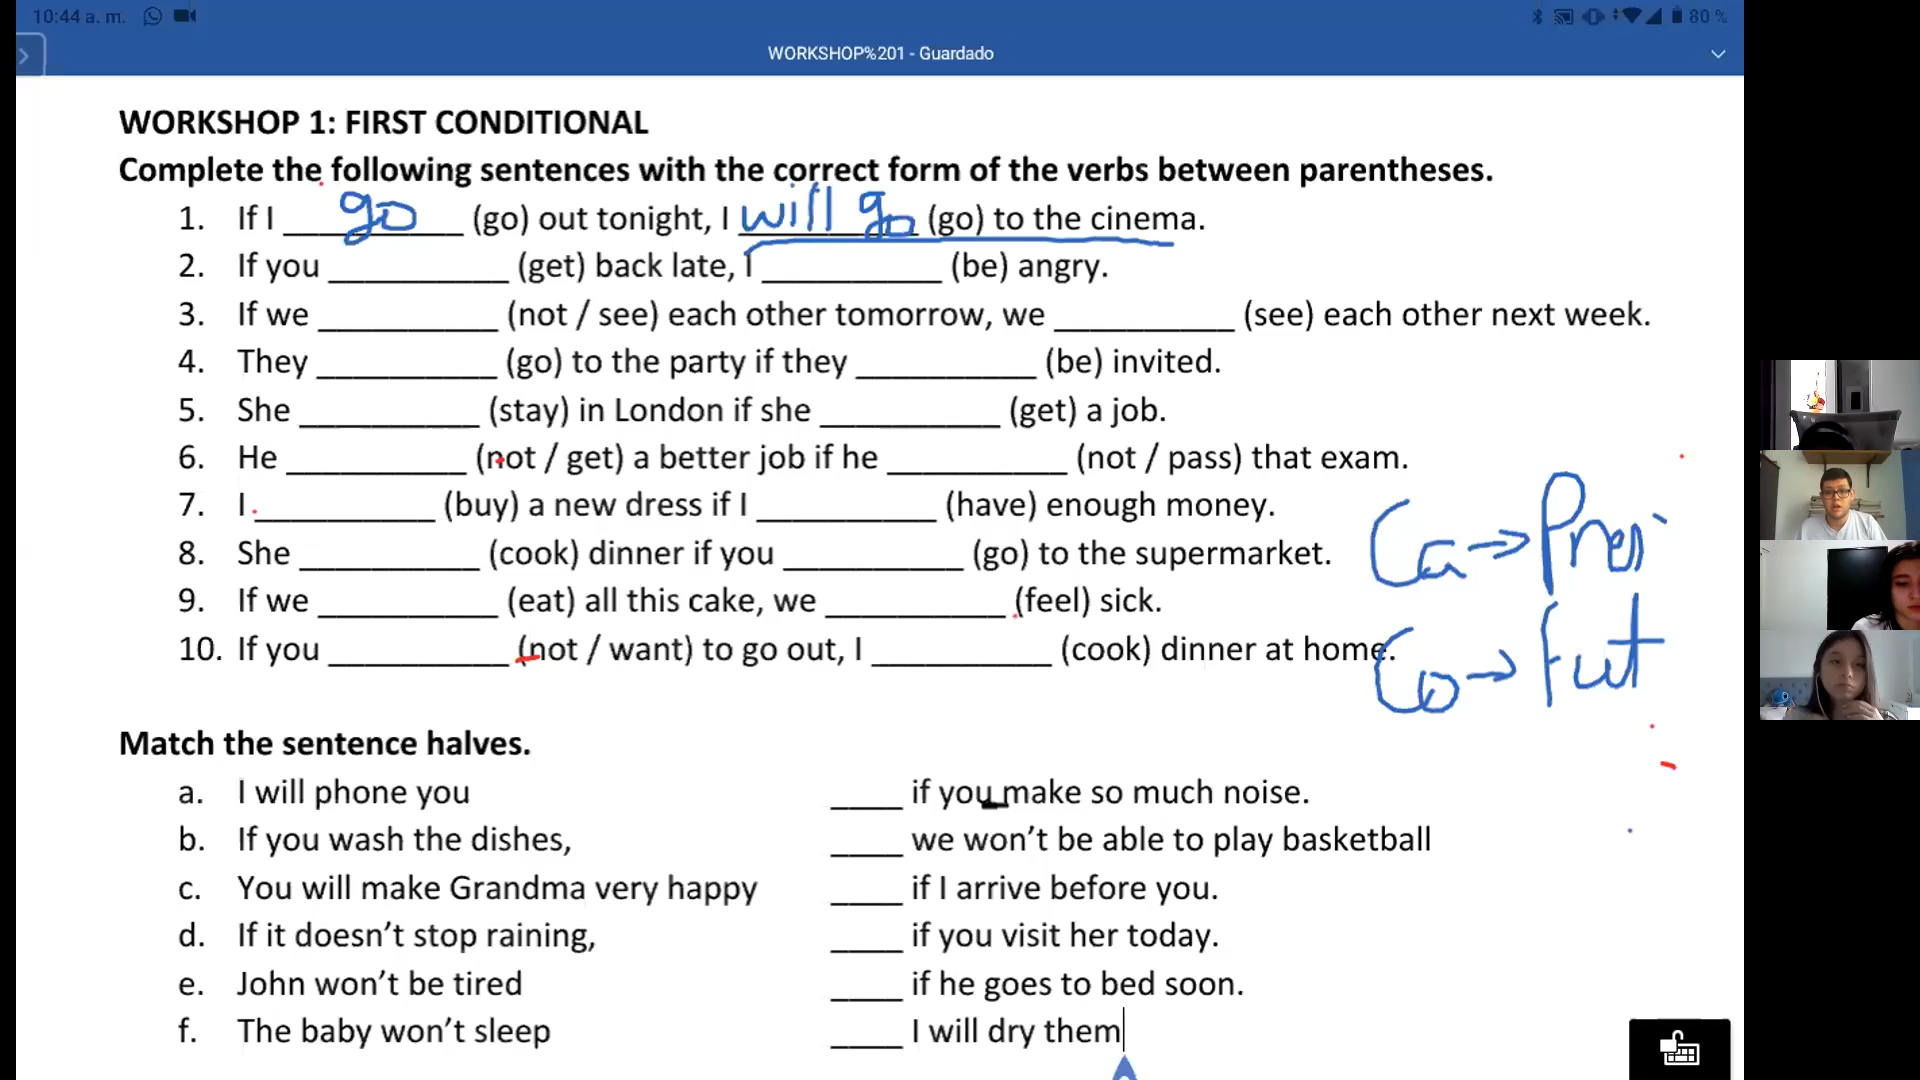 10:44 a. m. 80 %
WORKSHOP%201 - Guardado
WORKSHOP 1: FIRST CONDITIONAL
Complete the following sentences with the correct form of the verbs between parentheses.
1. If I ___go___ (go) out tonight, I will go (go) to the cinema.
2. If you __________ (get) back late, I __________ (be) angry.
3. If we __________ (not / see) each other tomorrow, we __________ (see) each other next week.
4. They __________ (go) to the party if they __________ (be) invited.
5. She __________ (stay) in London if she __________ (get) a job.
6. He __________ (not / get) a better job if he __________ (not / pass) that exam.
7. I __________ (buy) a new dress if I __________ (have) enough money.
8. She __________ (cook) dinner if you __________ (go) to the supermarket.
Ca → Pres
9. If we __________ (eat) all this cake, we __________ (feel) sick.
10. If you __________ (not / want) to go out, I __________ (cook) dinner at home.
Co → Fut
Match the sentence halves.
a. I will phone you ____ if you make so much noise.
b. If you wash the dishes, ____ we won't be able to play basketball
c. You will make Grandma very happy ____ if I arrive before you.
d. If it doesn't stop raining, ____ if you visit her today.
e. John won't be tired ____ if he goes to bed soon.
f. The baby won't sleep ____ I will dry them